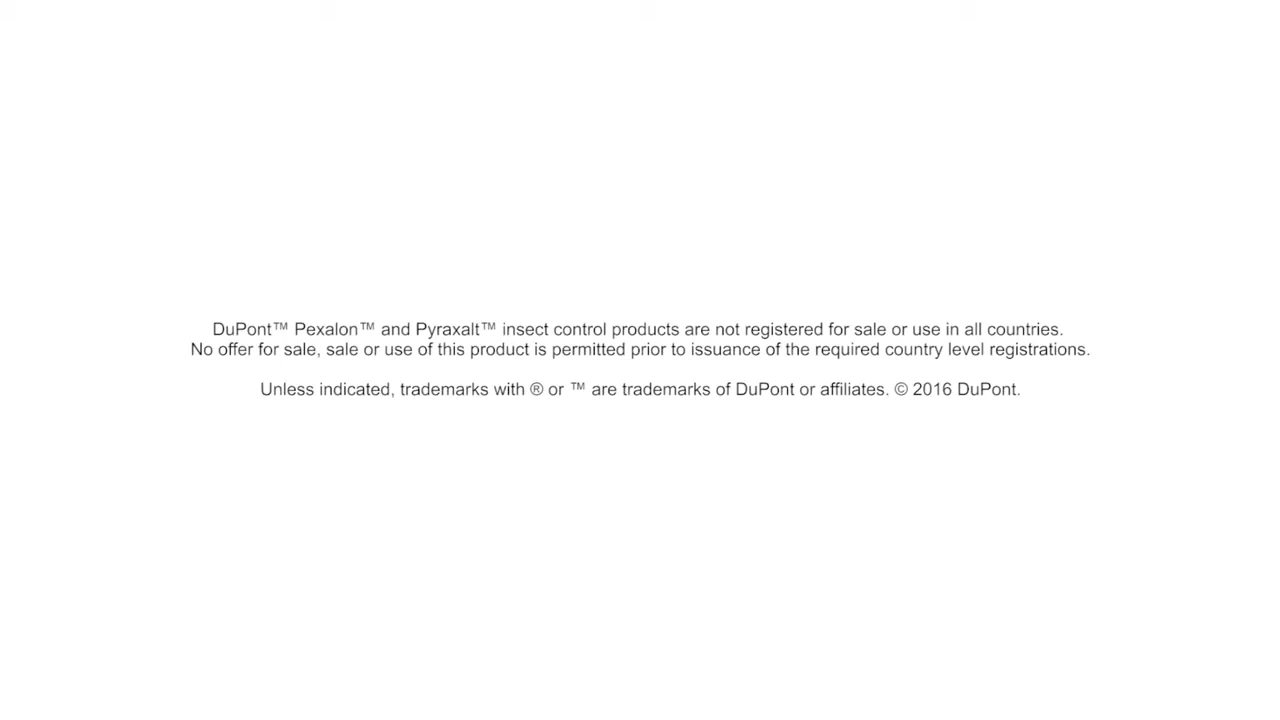 DuPont™ Pexalon™ and Pyraxalt™ insect control products are not registered for sale or use in all countries.
No offer for sale, sale or use of this product is permitted prior to issuance of the required country level registrations.
Unless indicated, trademarks with ® or ™ are trademarks of DuPont or affiliates. © 2016 DuPont.